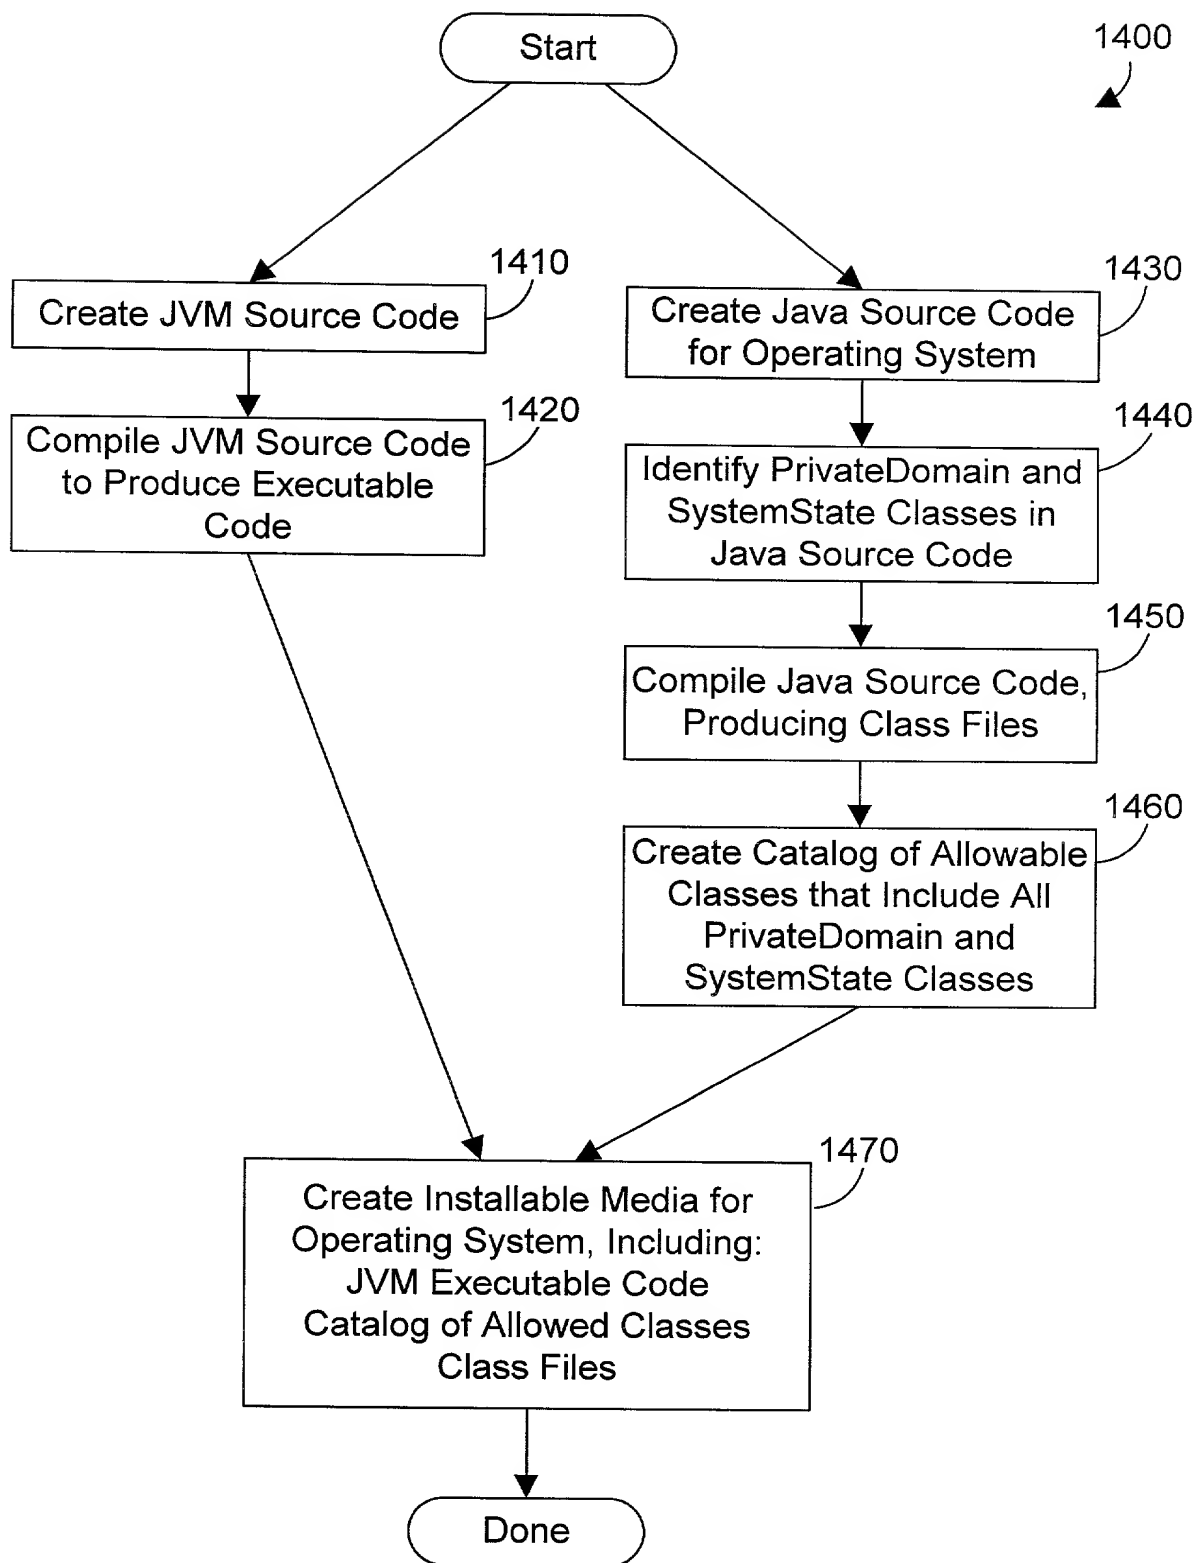 Start
1400
1410
Create JVM Source Code
1430
Create Java Source Code
for Operating System
1420
Compile JVM Source Code
to Produce Executable
Code
1440
Identify PrivateDomain and
SystemState Classes in
Java Source Code
1450
Compile Java Source Code,
Producing Class Files
1460
Create Catalog of Allowable
Classes that Include All
PrivateDomain and
SystemState Classes
1470
Create Installable Media for
Operating System, Including:
JVM Executable Code
Catalog of Allowed Classes
Class Files
Done